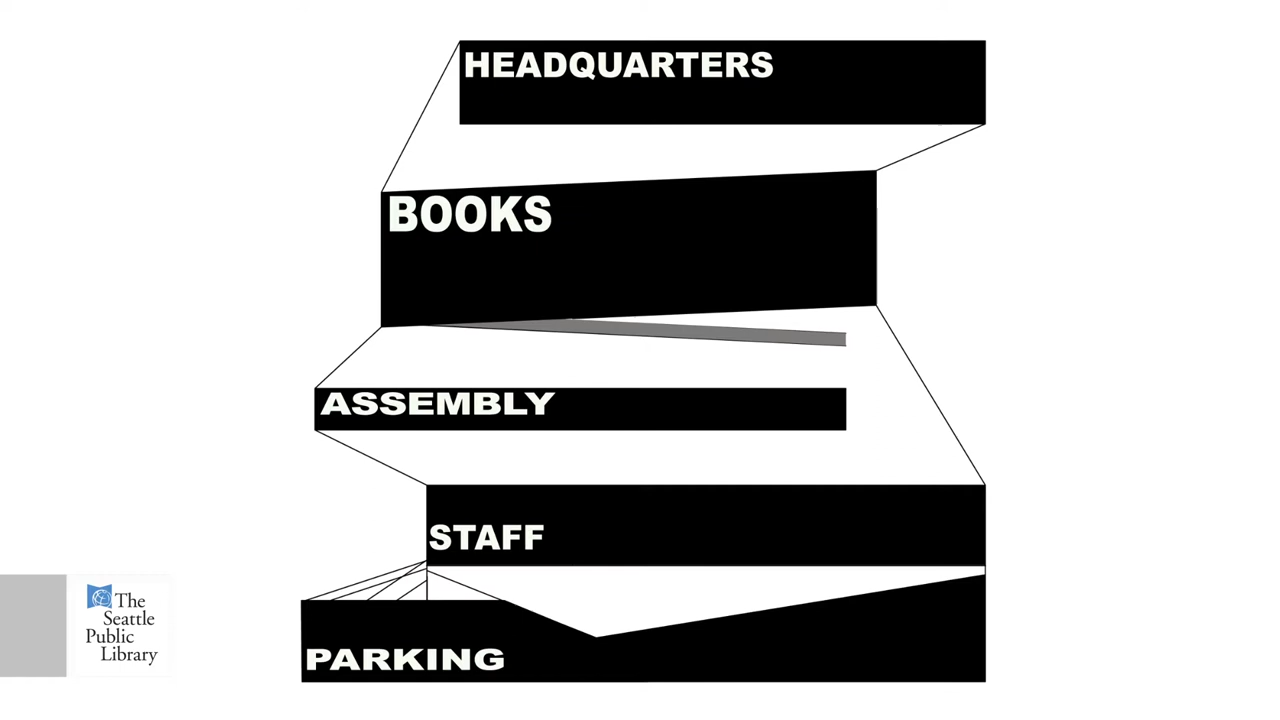 HEADQUARTERS
BOOKS
ASSEMBLY
STAFF
PARKING
The
Seattle
Public
Library